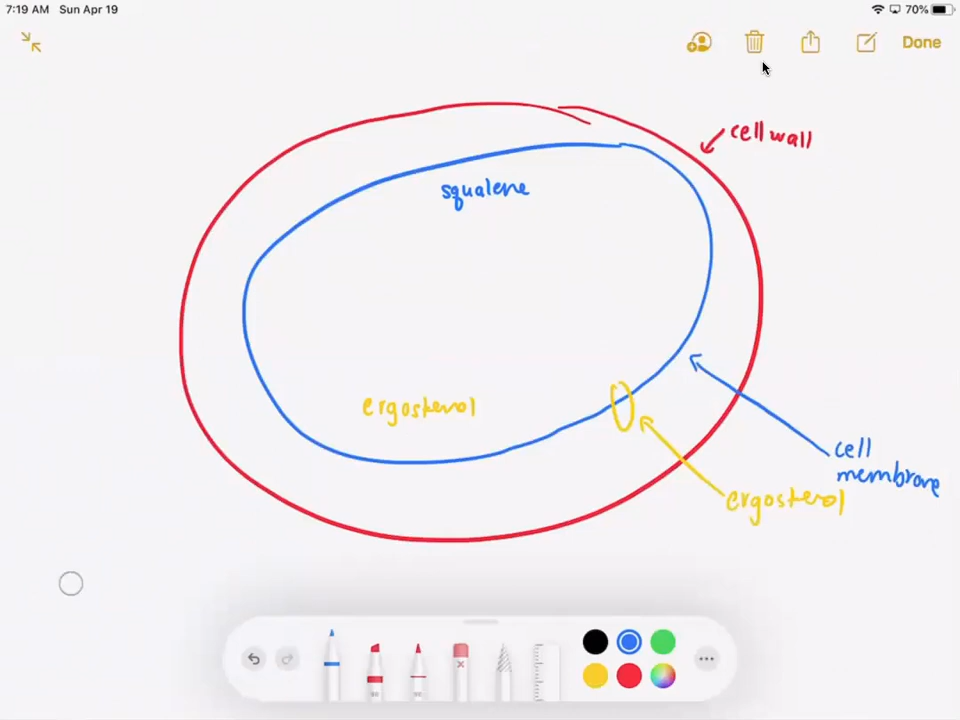 7:19 AM Sun Apr 19
70%
Done
cell wall
squalene
ergosterol
cell
membrane
ergosterol